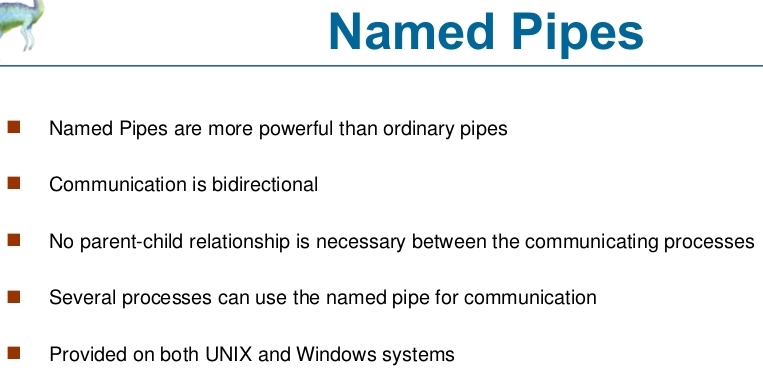 Named Pipes
Named Pipes are more powerful than ordinary pipes
Communication is bidirectional
No parent-child relationship is necessary between the communicating processes
Several processes can use the named pipe for communication
Provided on both UNIX and Windows systems